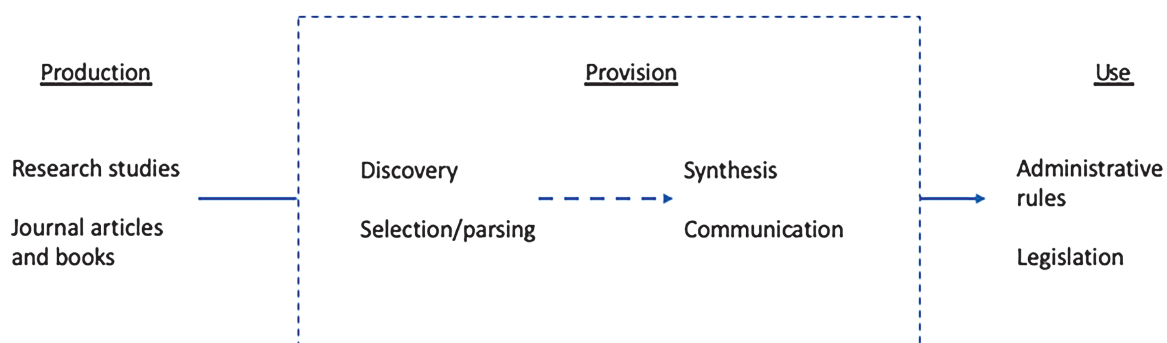 Production
Provision
Use
Research studies
Journal articles
and books
Discovery
Selection/parsing
Synthesis
Communication
Administrative
rules
Legislation